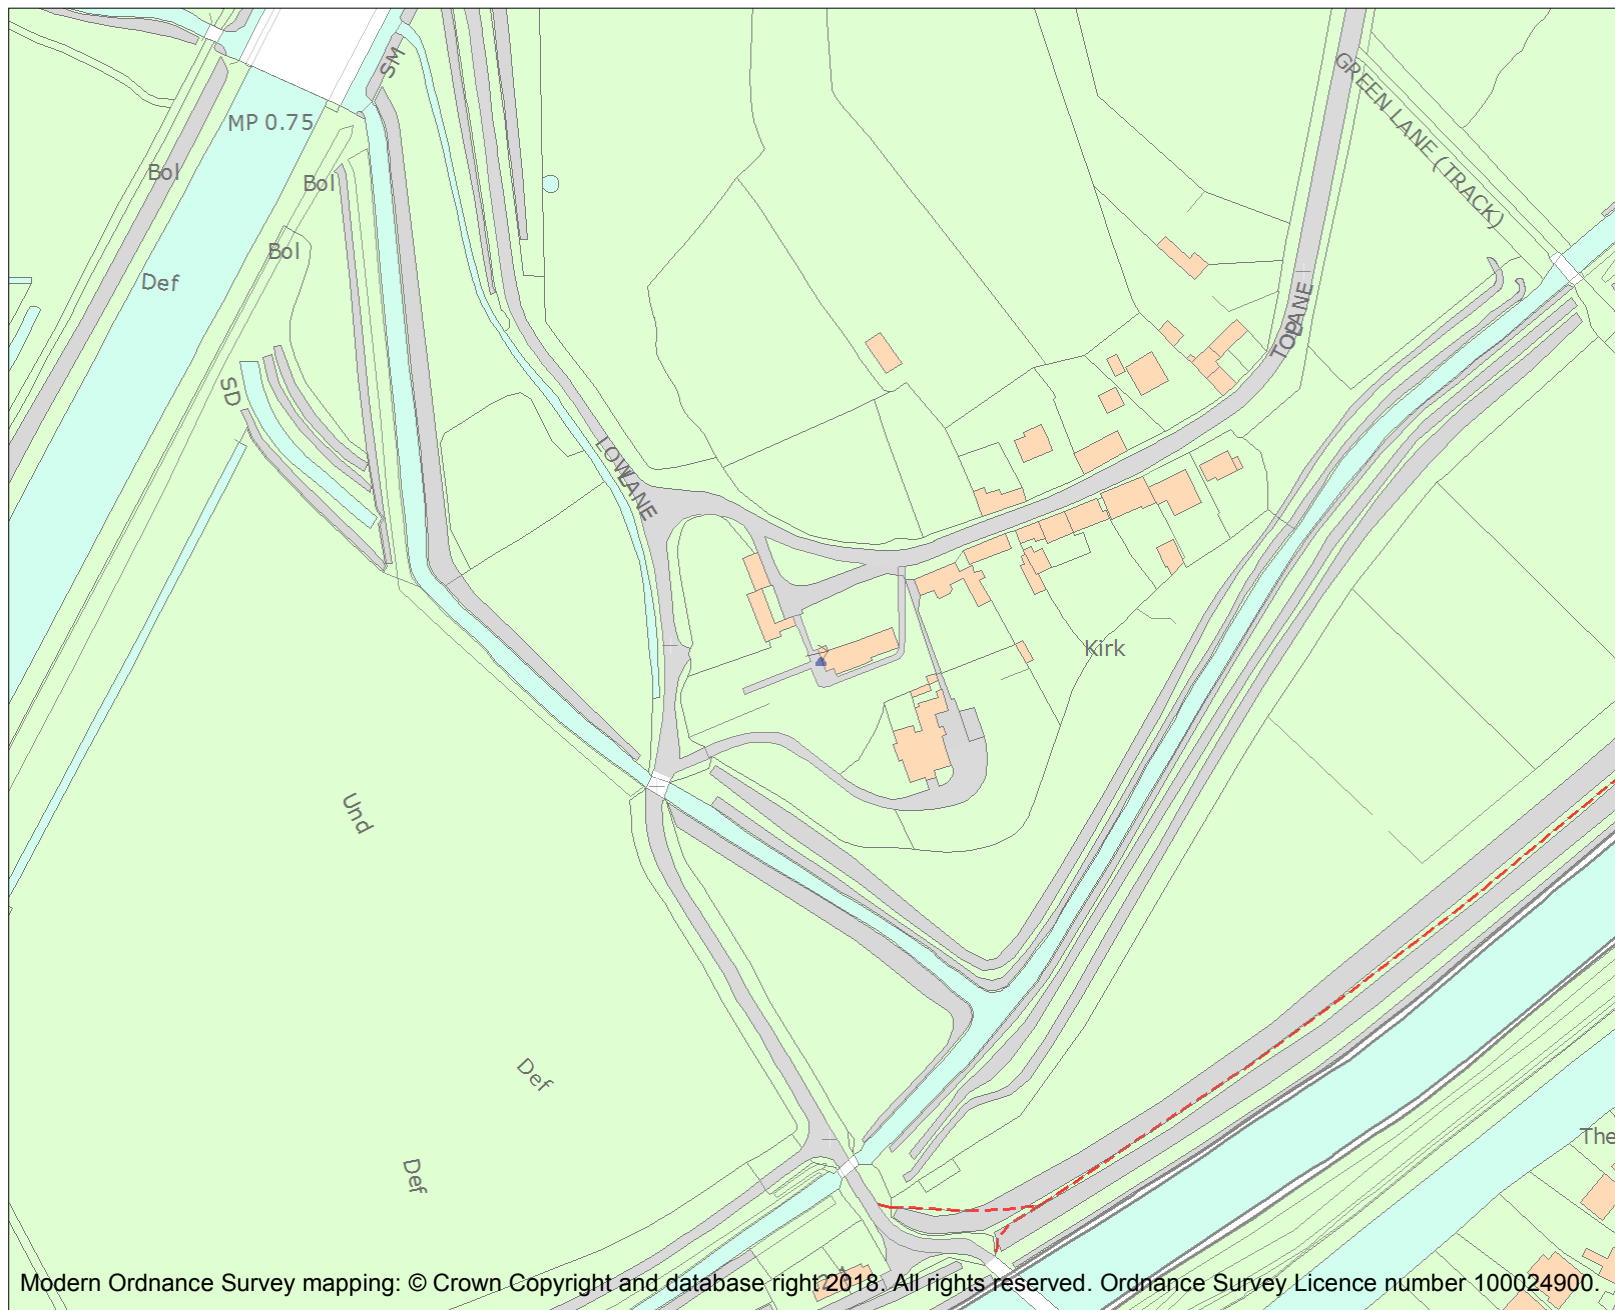 SM
GREEN LANE (TRACK)
MP 0.75
Bol
Bol
Bol
Def
TOP LANE
SD
LOW LANE
Kirk
Und
Def
The
Def
Modern Ordnance Survey mapping: © Crown Copyright and database right 2018. All rights reserved. Ordnance Survey Licence number 100024900.